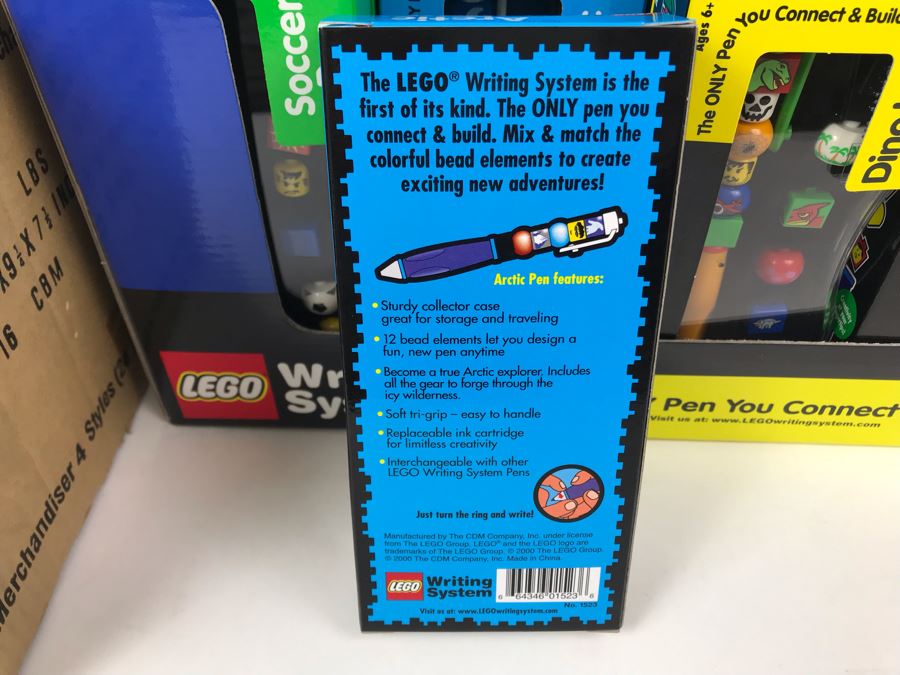 Arctic
The LEGO® Writing System is the
first of its kind. The ONLY pen you
connect & build. Mix & match the
colorful bead elements to create
exciting new adventures!
Arctic Pen features:
• Sturdy collector case
great for storage and traveling
• 12 bead elements let you design a
fun, new pen anytime
• Become a true Arctic explorer. Includes
all the gear to forge through the
icy wilderness.
• Soft tri-grip – easy to handle
• Replaceable ink cartridge
for limitless creativity
• Interchangeable with other
LEGO Writing System Pens
Just turn the ring and write!
Manufactured by The CDM Company, Inc. under license
from The LEGO Group. LEGO® and the LEGO logo are
trademarks of The LEGO Group. © 2000 The LEGO Group.
© 2000 The CDM Company, Inc. Made in China.
LEGO Writing
System
6 64346 01523 6
No. 1523
Visit us at: www.LEGOwritingsystem.com
Soccer
LEGO
Wr
Sy
Ages 6+
The ONLY Pen You Connect & Build
Dino
Pen You Connect
Visit us at: www.LEGOwritingsystem.com
LBS
X 9½ X 7½ IN
16 CBM
Merchandiser 4 Styles